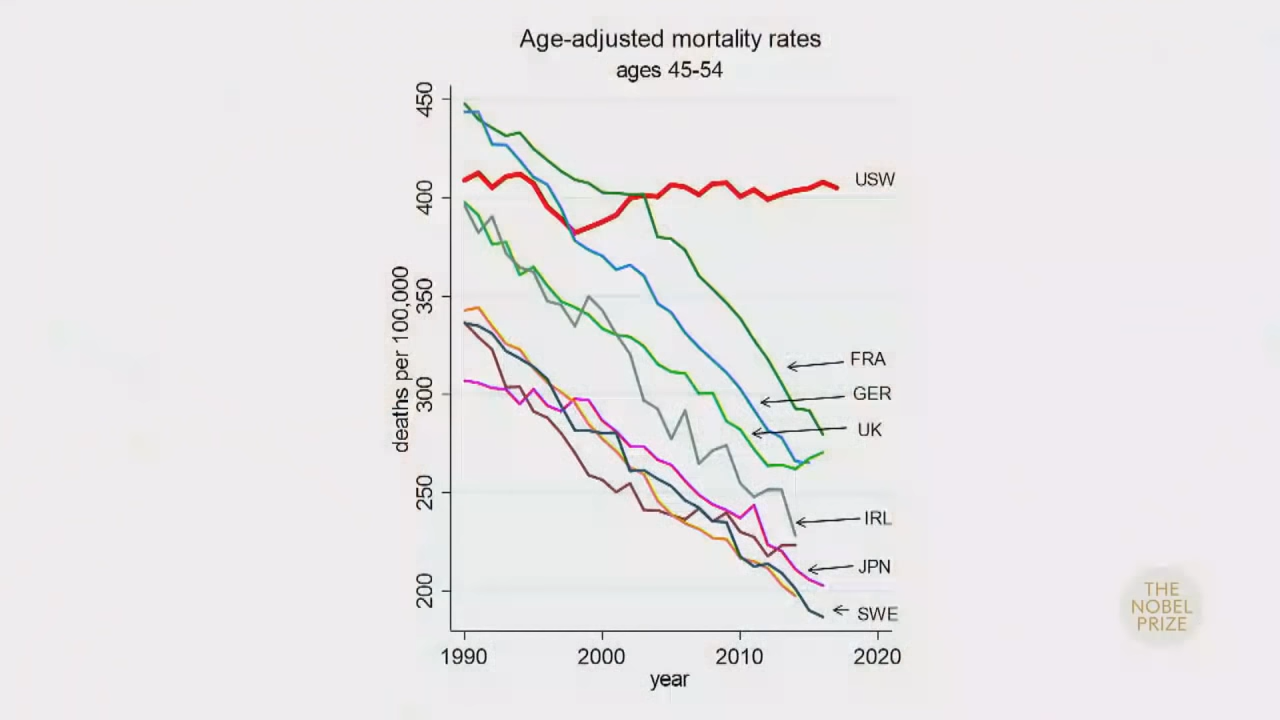 Age-adjusted mortality rates
ages 45-54
deaths per 100,000
450
400
350
300
250
200
USW
FRA
GER
UK
IRL
JPN
SWE
1990
2000
2010
2020
year
THE
NOBEL
PRIZE